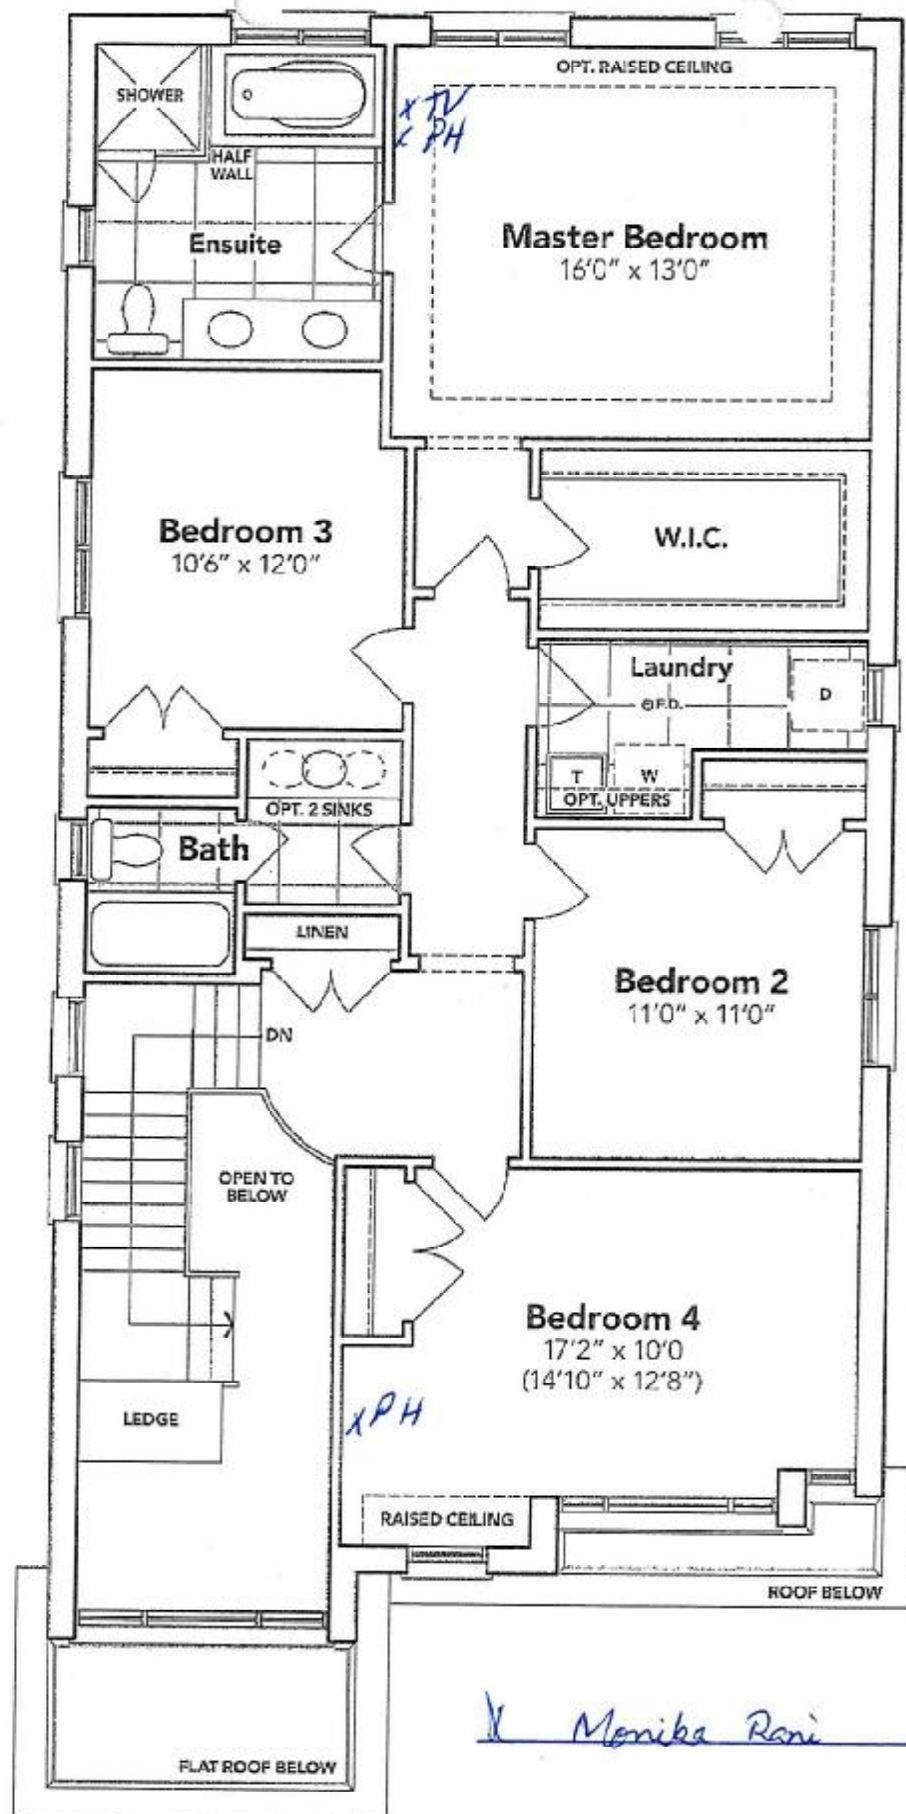 OPT. RAISED CEILING
SHOWER
X TV
X PH
HALF
WALL
Ensuite
Master Bedroom
16'0" x 13'0"
Bedroom 3
10'6" x 12'0"
W.I.C.
Laundry
F.D.
D
T
W
OPT. UPPERS
OPT. 2 SINKS
Bath
LINEN
Bedroom 2
11'0" x 11'0"
DN
OPEN TO
BELOW
Bedroom 4
17'2" x 10'0
(14'10" x 12'8")
X PH
LEDGE
RAISED CEILING
ROOF BELOW
X Monika Rani
FLAT ROOF BELOW